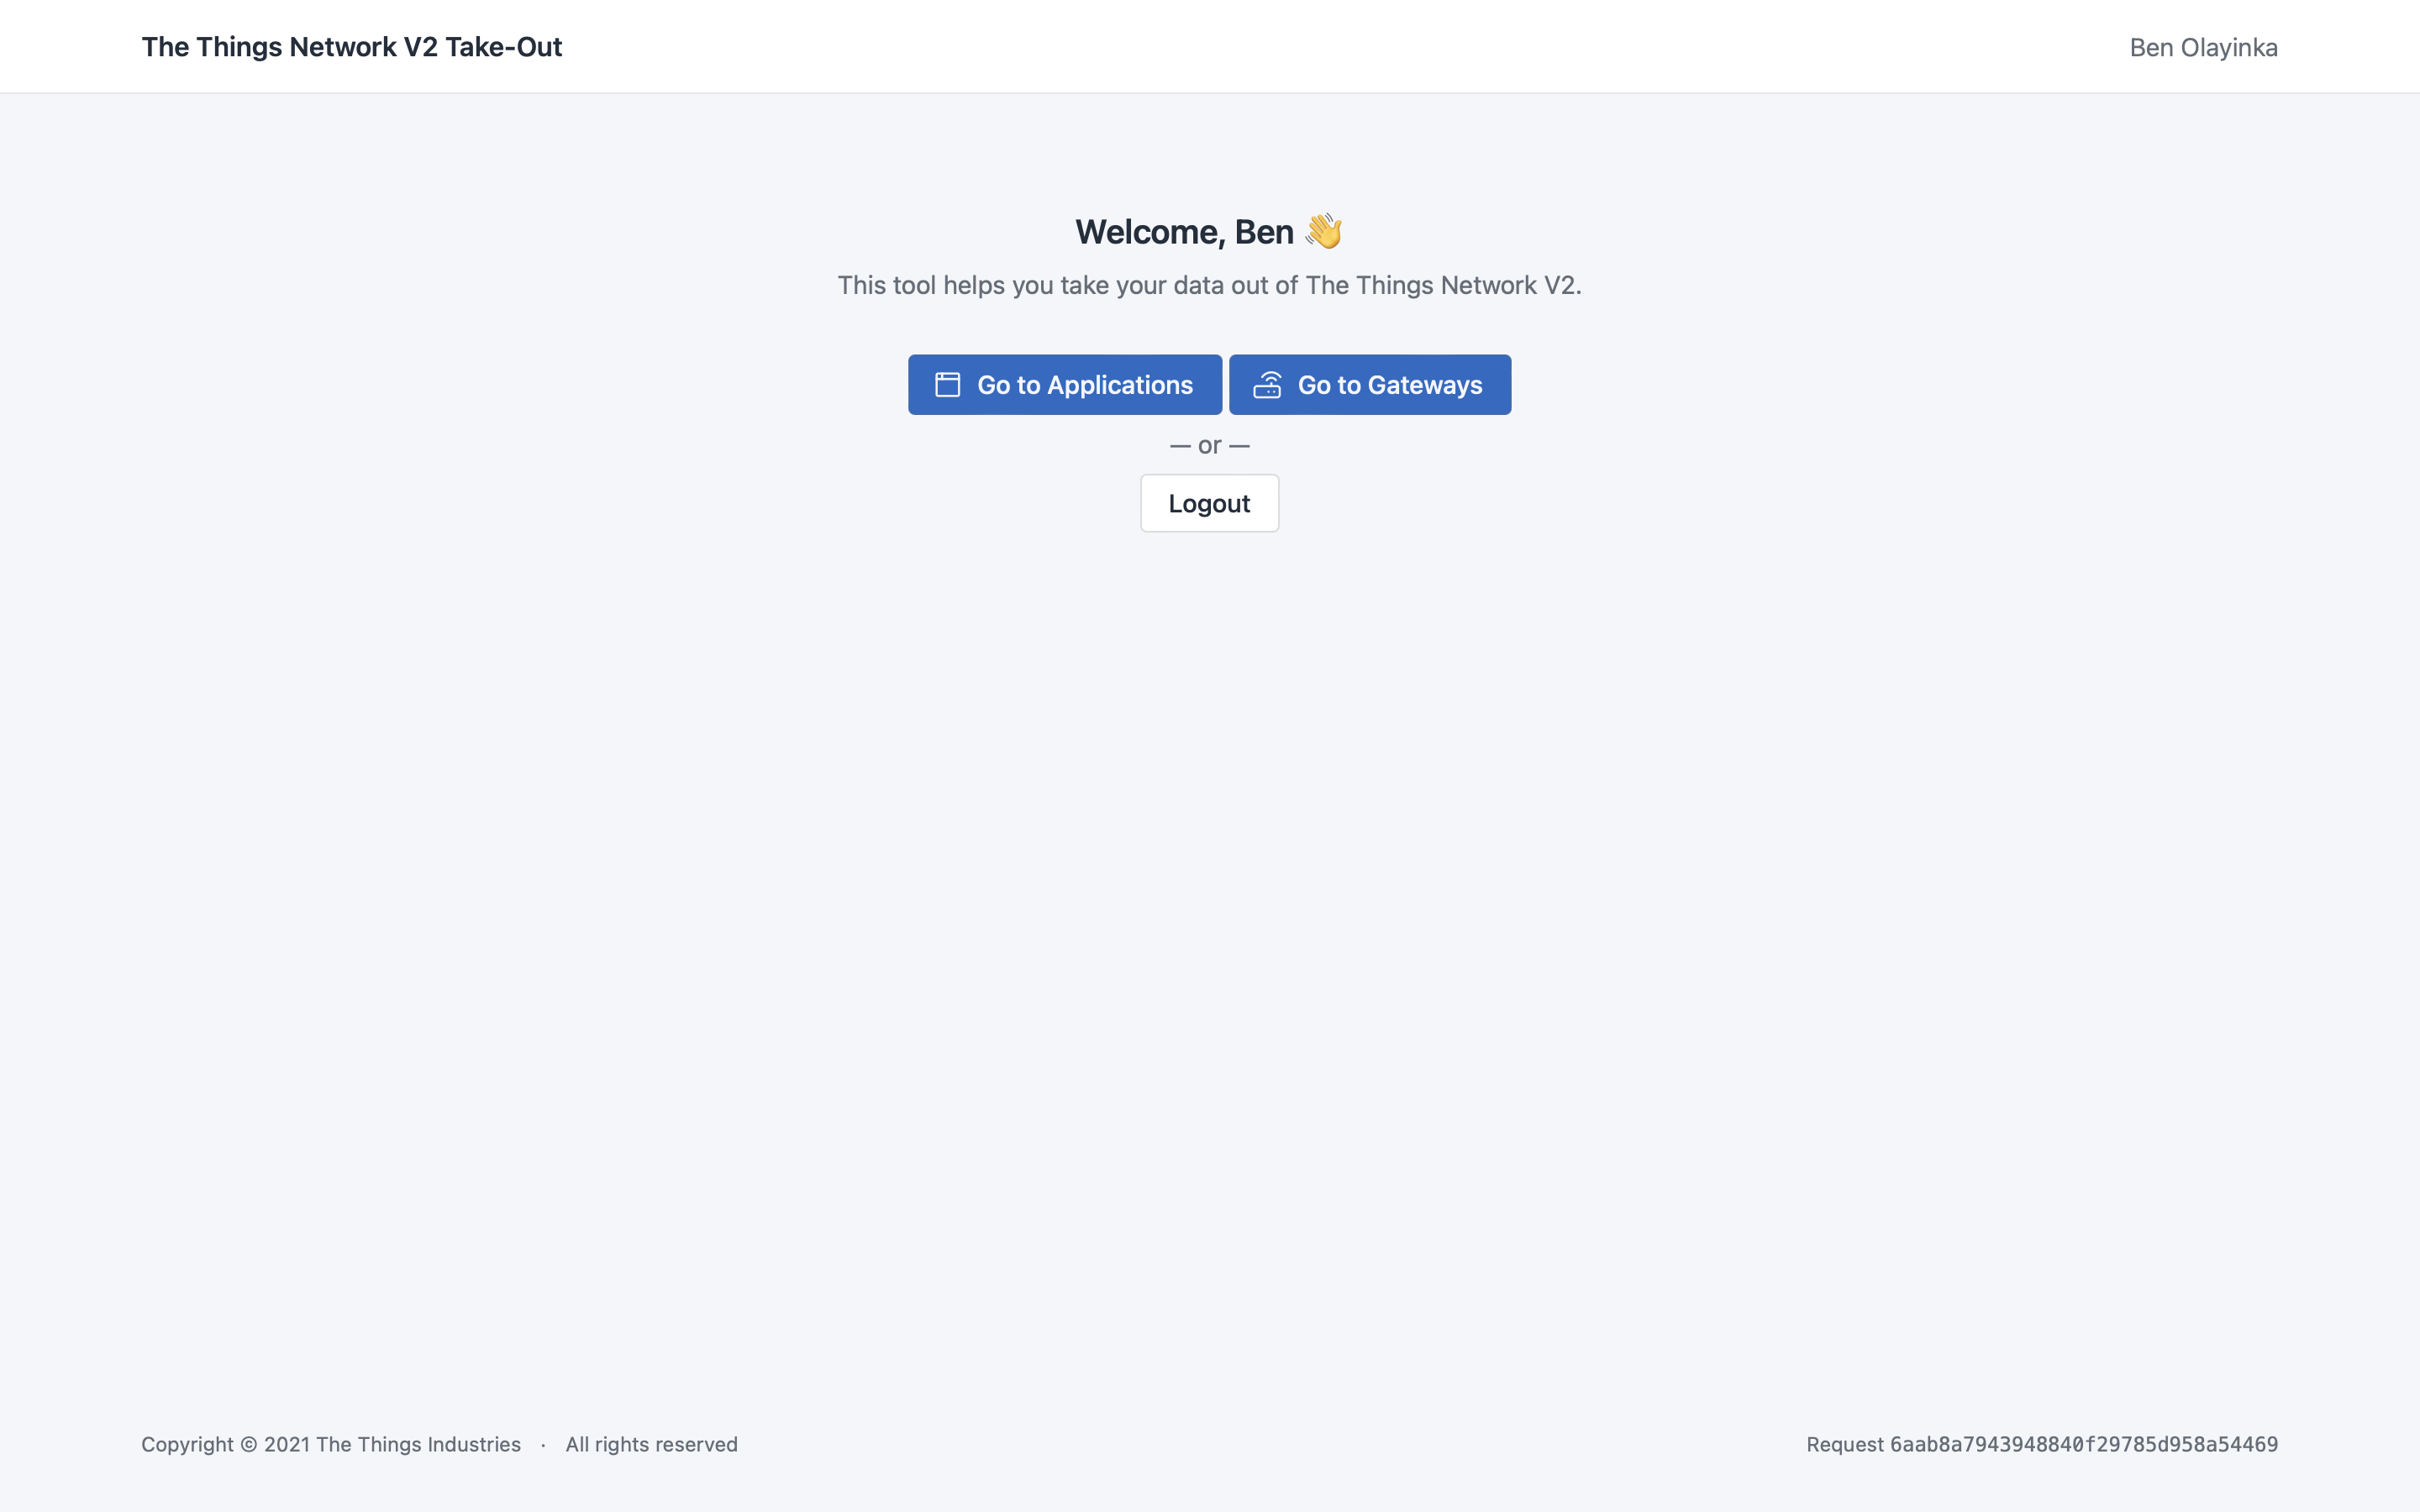 The Things Network V2 Take-Out
Ben Olayinka
Welcome, Ben 👋
This tool helps you take your data out of The Things Network V2.
Go to Applications
Go to Gateways
— or —
Logout
Copyright © 2021 The Things Industries · All rights reserved
Request 6aab8a7943948840f29785d958a54469